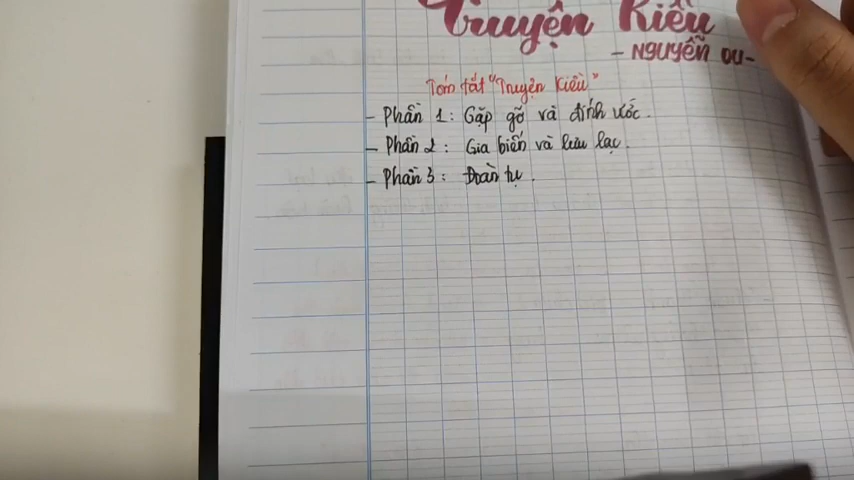 Truyện Kiều
- NGUYỄN DU -
Tóm tắt "Truyện Kiều"
- Phần 1: Gặp gỡ và đính ước.
- Phần 2: Gia biến và lưu lạc.
- Phần 3: Đoàn tụ.